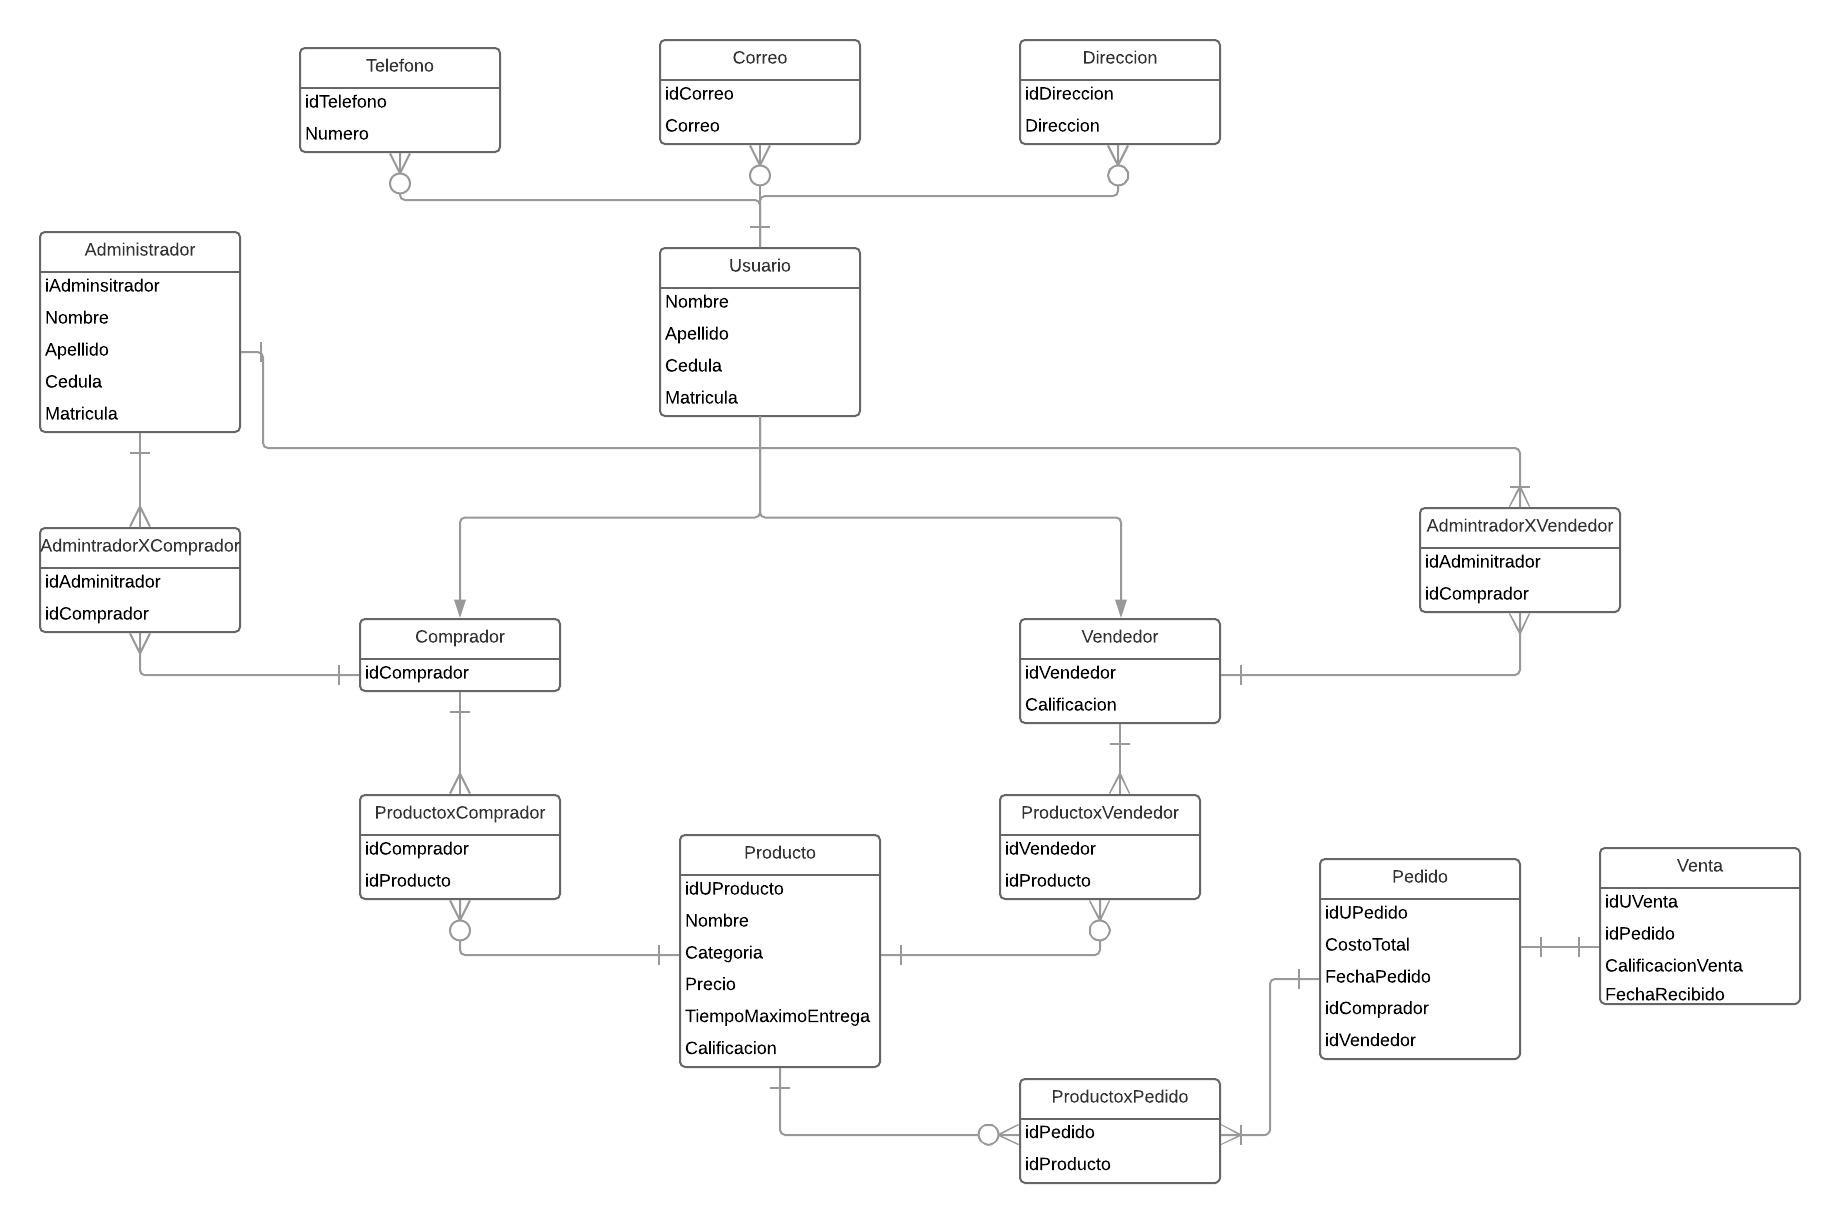 Telefono
idTelefono
Numero
Correo
idCorreo
Correo
Direccion
idDireccion
Direccion
Administrador
iAdminsitrador
Nombre
Apellido
Cedula
Matricula
Usuario
Nombre
Apellido
Cedula
Matricula
AdmintradorXComprador
idAdminitrador
idComprador
AdmintradorXVendedor
idAdminitrador
idComprador
Comprador
idComprador
Vendedor
idVendedor
Calificacion
ProductoxComprador
idComprador
idProducto
Producto
idUProducto
Nombre
Categoria
Precio
TiempoMaximoEntrega
Calificacion
ProductoxVendedor
idVendedor
idProducto
Pedido
idUPedido
CostoTotal
FechaPedido
idComprador
idVendedor
Venta
idUVenta
idPedido
CalificacionVenta
FechaRecibido
ProductoxPedido
idPedido
idProducto